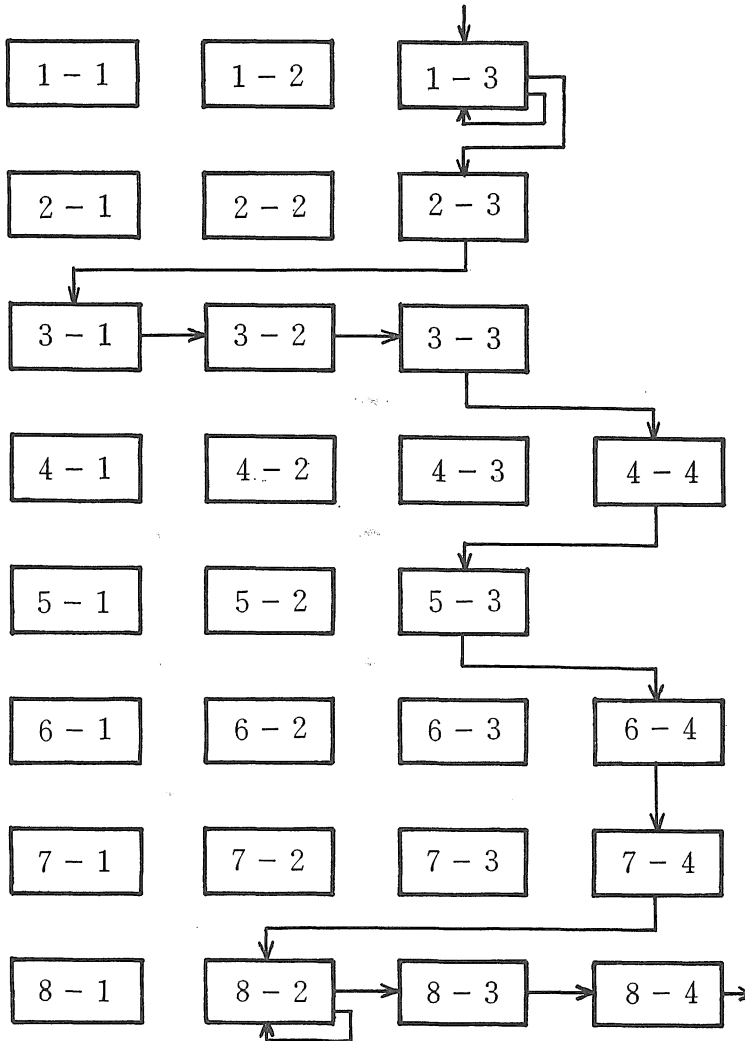 1 - 1 1 - 2 1 - 3
2 - 1 2 - 2 2 - 3
3 - 1 3 - 2 3 - 3
4 - 1 4 - 2 4 - 3 4 - 4
5 - 1 5 - 2 5 - 3
6 - 1 6 - 2 6 - 3 6 - 4
7 - 1 7 - 2 7 - 3 7 - 4
8 - 1 8 - 2 8 - 3 8 - 4